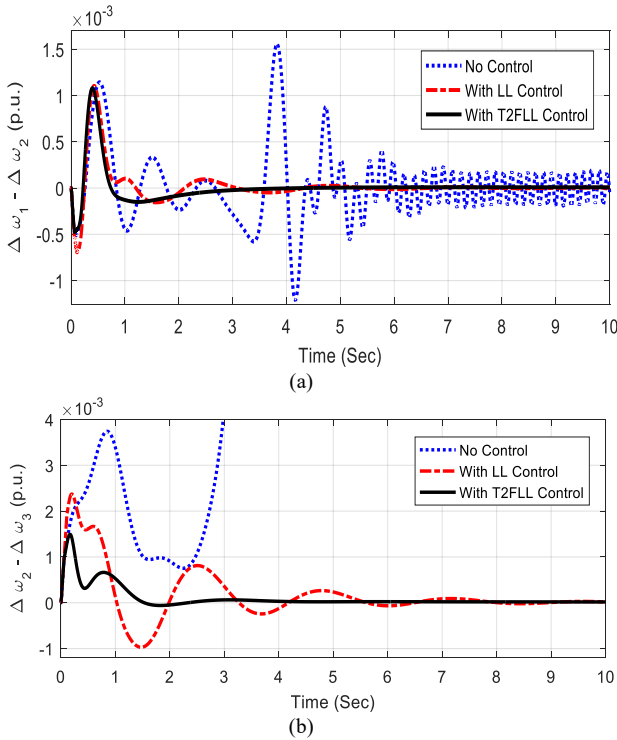 ×10⁻³
1.5
1
0.5
0
-0.5
-1
Δ ω₁ - Δ ω₂ (p.u.)
No Control
With LL Control
With T2FLL Control
0 1 2 3 4 5 6 7 8 9 10
Time (Sec)
(a)
×10⁻³
4
3
2
1
0
-1
Δ ω₂ - Δ ω₃ (p.u.)
No Control
With LL Control
With T2FLL Control
0 1 2 3 4 5 6 7 8 9 10
Time (Sec)
(b)